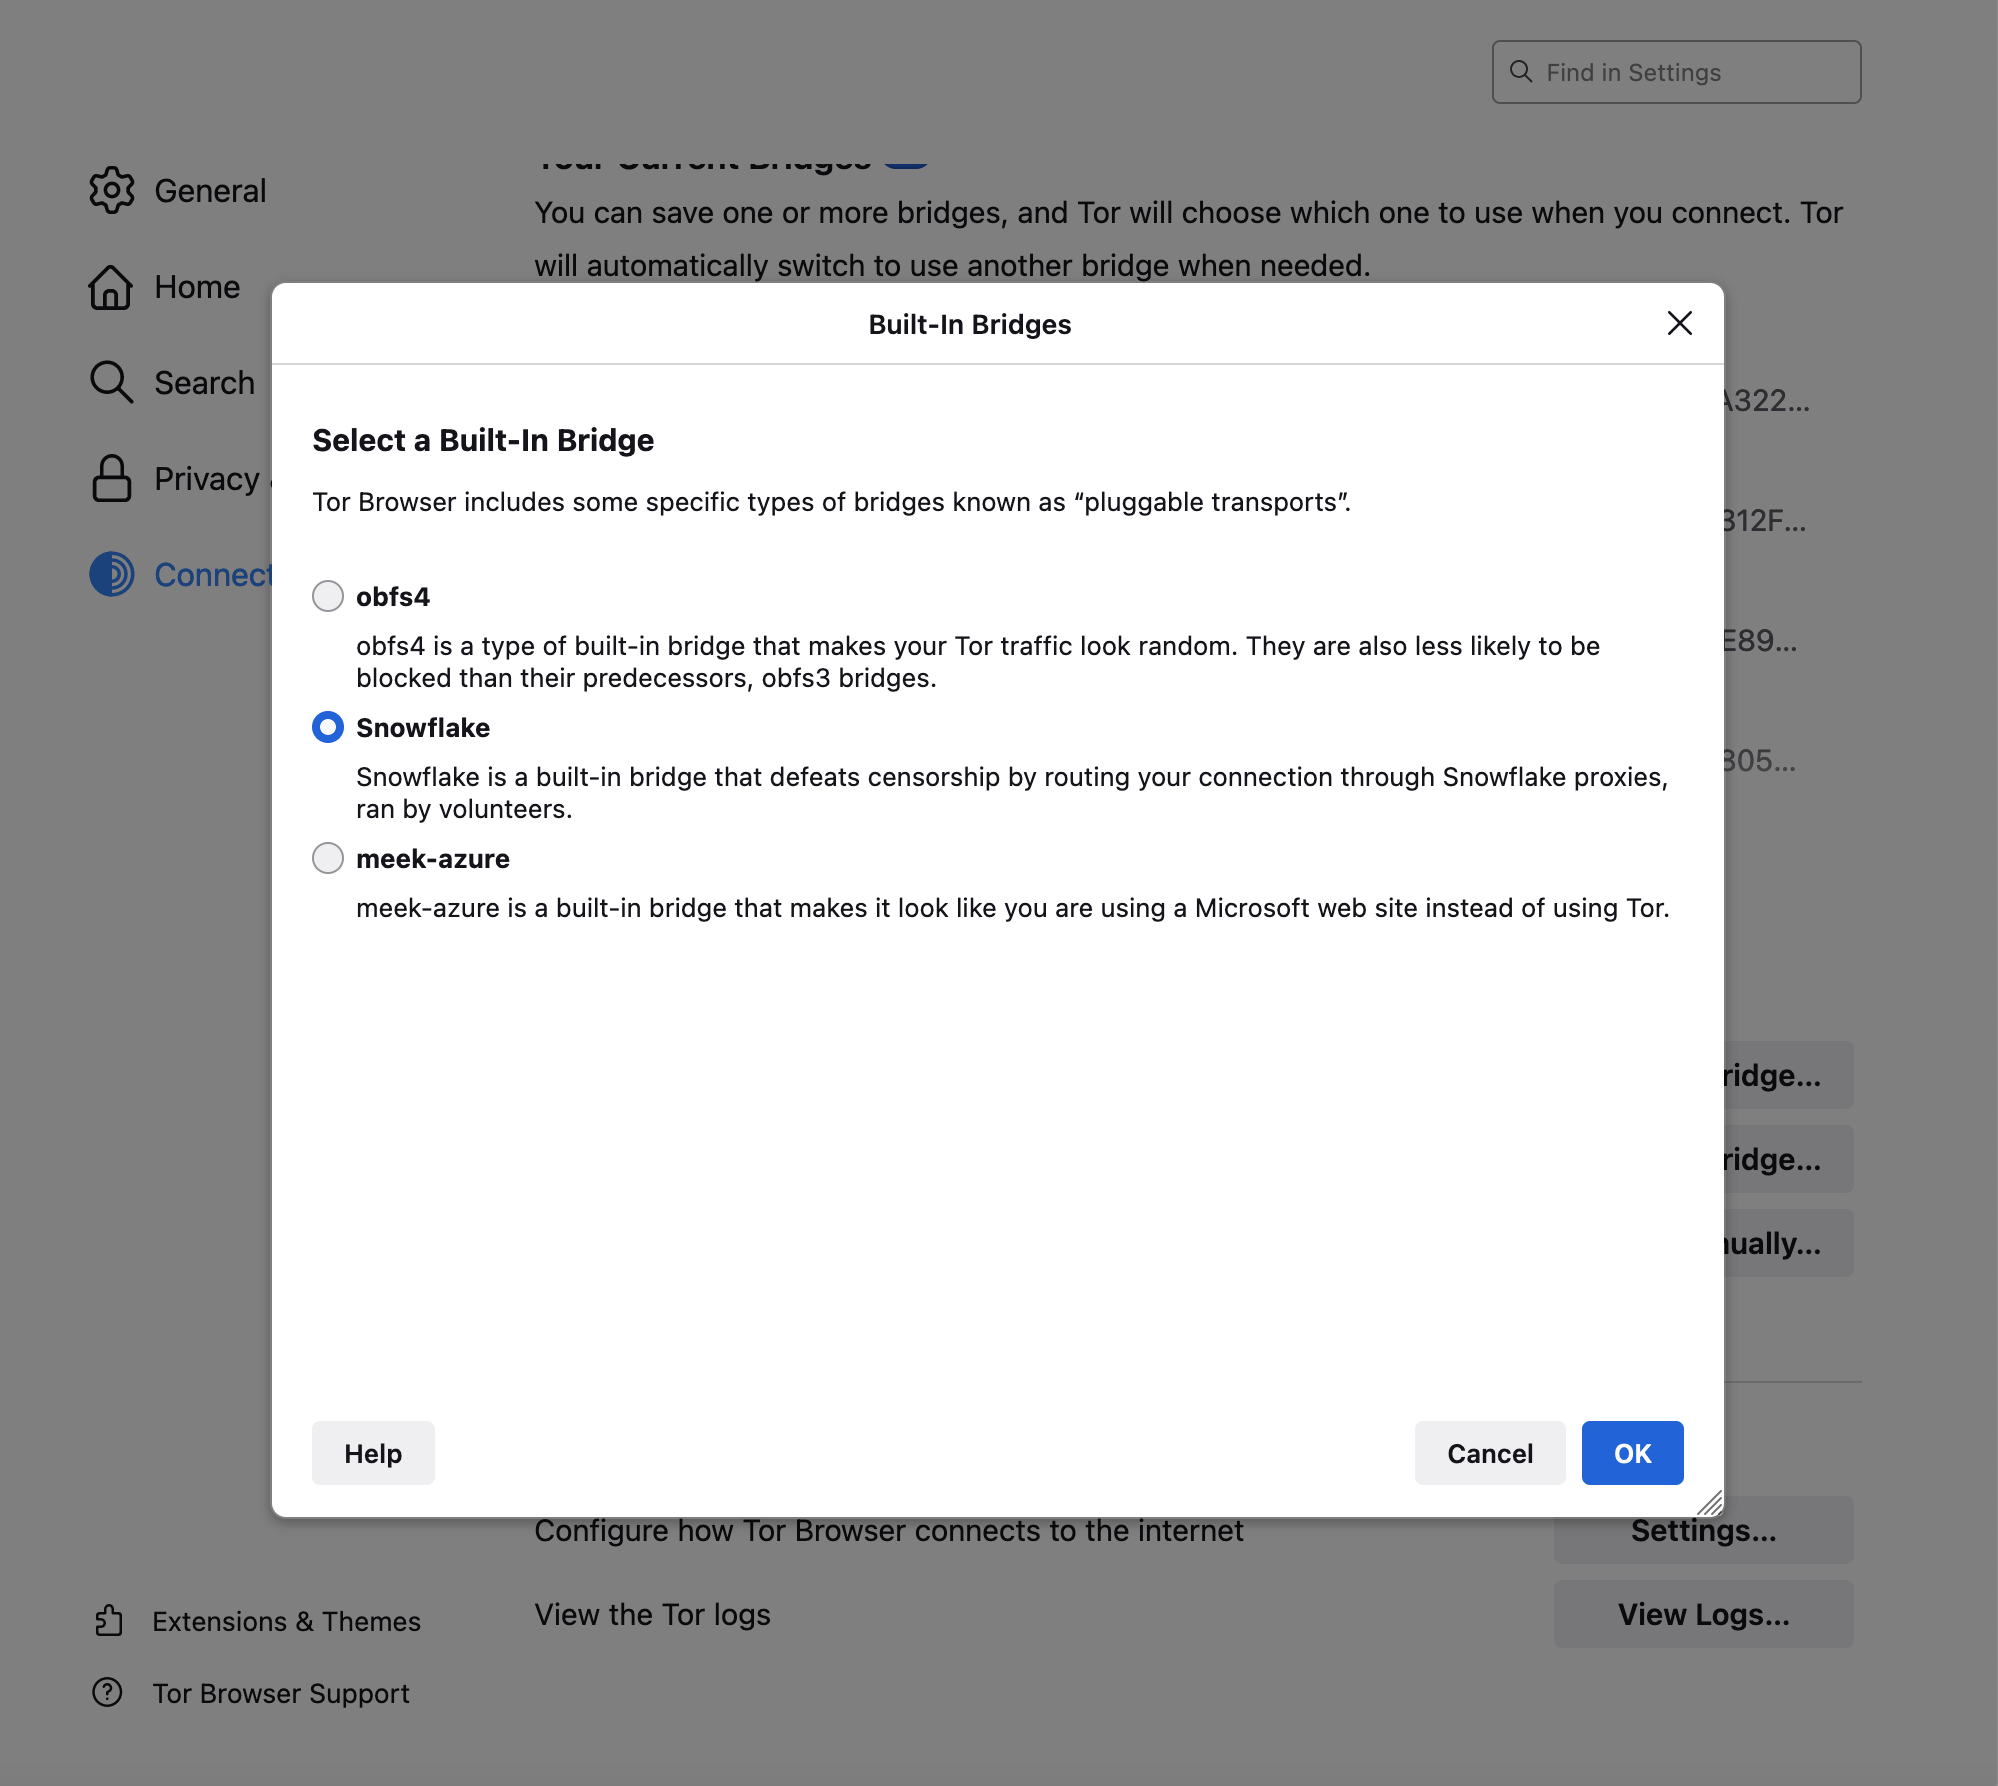 Find in Settings
General
Your Current Bridges
You can save one or more bridges, and Tor will choose which one to use when you connect. Tor
will automatically switch to use another bridge when needed.
Home
Built-In Bridges
Search
A322...
Select a Built-In Bridge
Privacy
Tor Browser includes some specific types of bridges known as “pluggable transports”.
312F...
Connect
obfs4
obfs4 is a type of built-in bridge that makes your Tor traffic look random. They are also less likely to be
blocked than their predecessors, obfs3 bridges.
E89...
Snowflake
Snowflake is a built-in bridge that defeats censorship by routing your connection through Snowflake proxies,
ran by volunteers.
305...
meek-azure
meek-azure is a built-in bridge that makes it look like you are using a Microsoft web site instead of using Tor.
ridge...
ridge...
nually...
Help
Cancel
OK
Configure how Tor Browser connects to the internet
Settings...
Extensions & Themes
View the Tor logs
View Logs...
Tor Browser Support